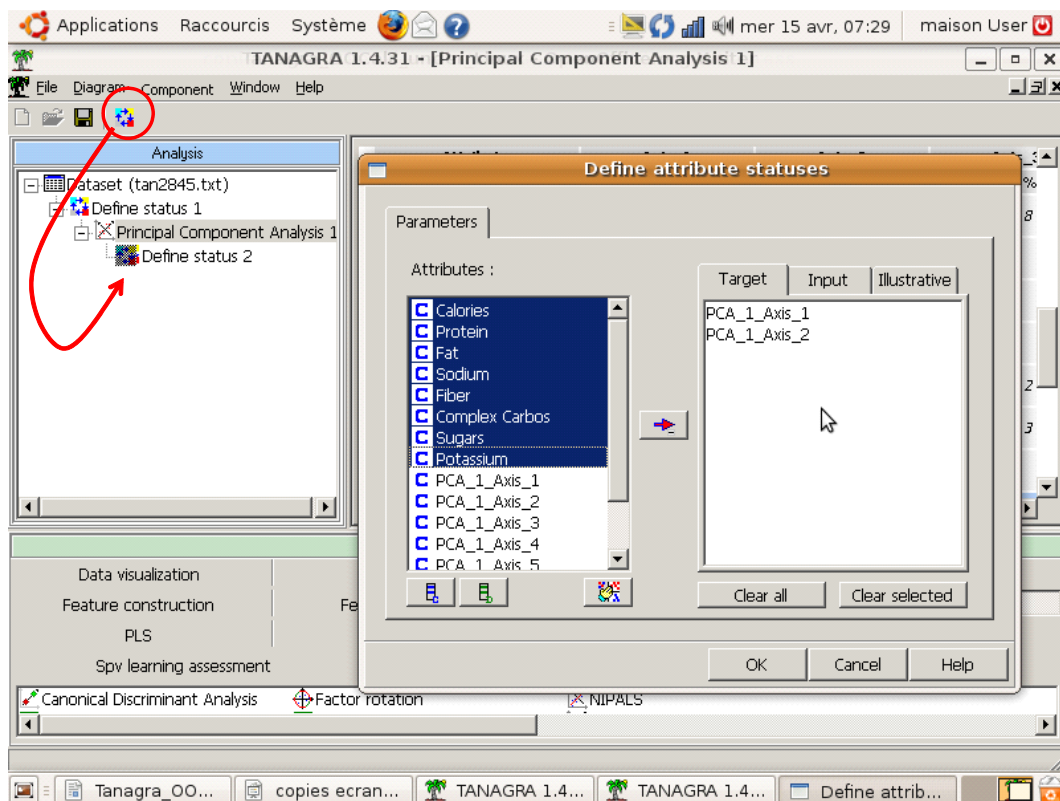 Applications Raccourcis Système mer 15 avr, 07:29 maison User
TANAGRA 1.4.31 - [Principal Component Analysis 1]
File Diagram Component Window Help
Analysis
Dataset (tan2845.txt)
Define status 1
Principal Component Analysis 1
Define status 2
%
8
2
3
Define attribute statuses
Parameters
Attributes :
Target Input Illustrative
C Calories
C Protein
C Fat
C Sodium
C Fiber
C Complex Carbos
C Sugars
C Potassium
C PCA_1_Axis_1
C PCA_1_Axis_2
C PCA_1_Axis_3
C PCA_1_Axis_4
C PCA_1_Axis_5
PCA_1_Axis_1
PCA_1_Axis_2
Clear all Clear selected
OK Cancel Help
Data visualization
Feature construction Fe
PLS
Spv learning assessment
Canonical Discriminant Analysis Factor rotation NIPALS
Tanagra_OO... copies ecran... TANAGRA 1.4... TANAGRA 1.4... Define attrib...